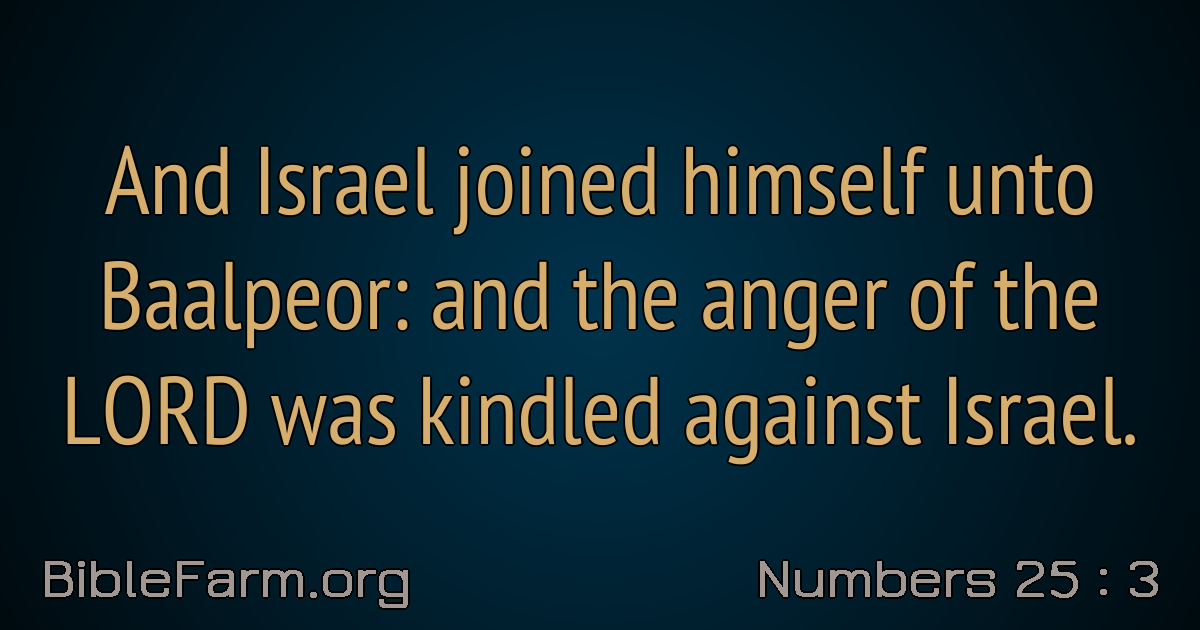 And Israel joined himself unto
Baalpeor: and the anger of the
LORD was kindled against Israel.
BibleFarm.org
Numbers 25 : 3